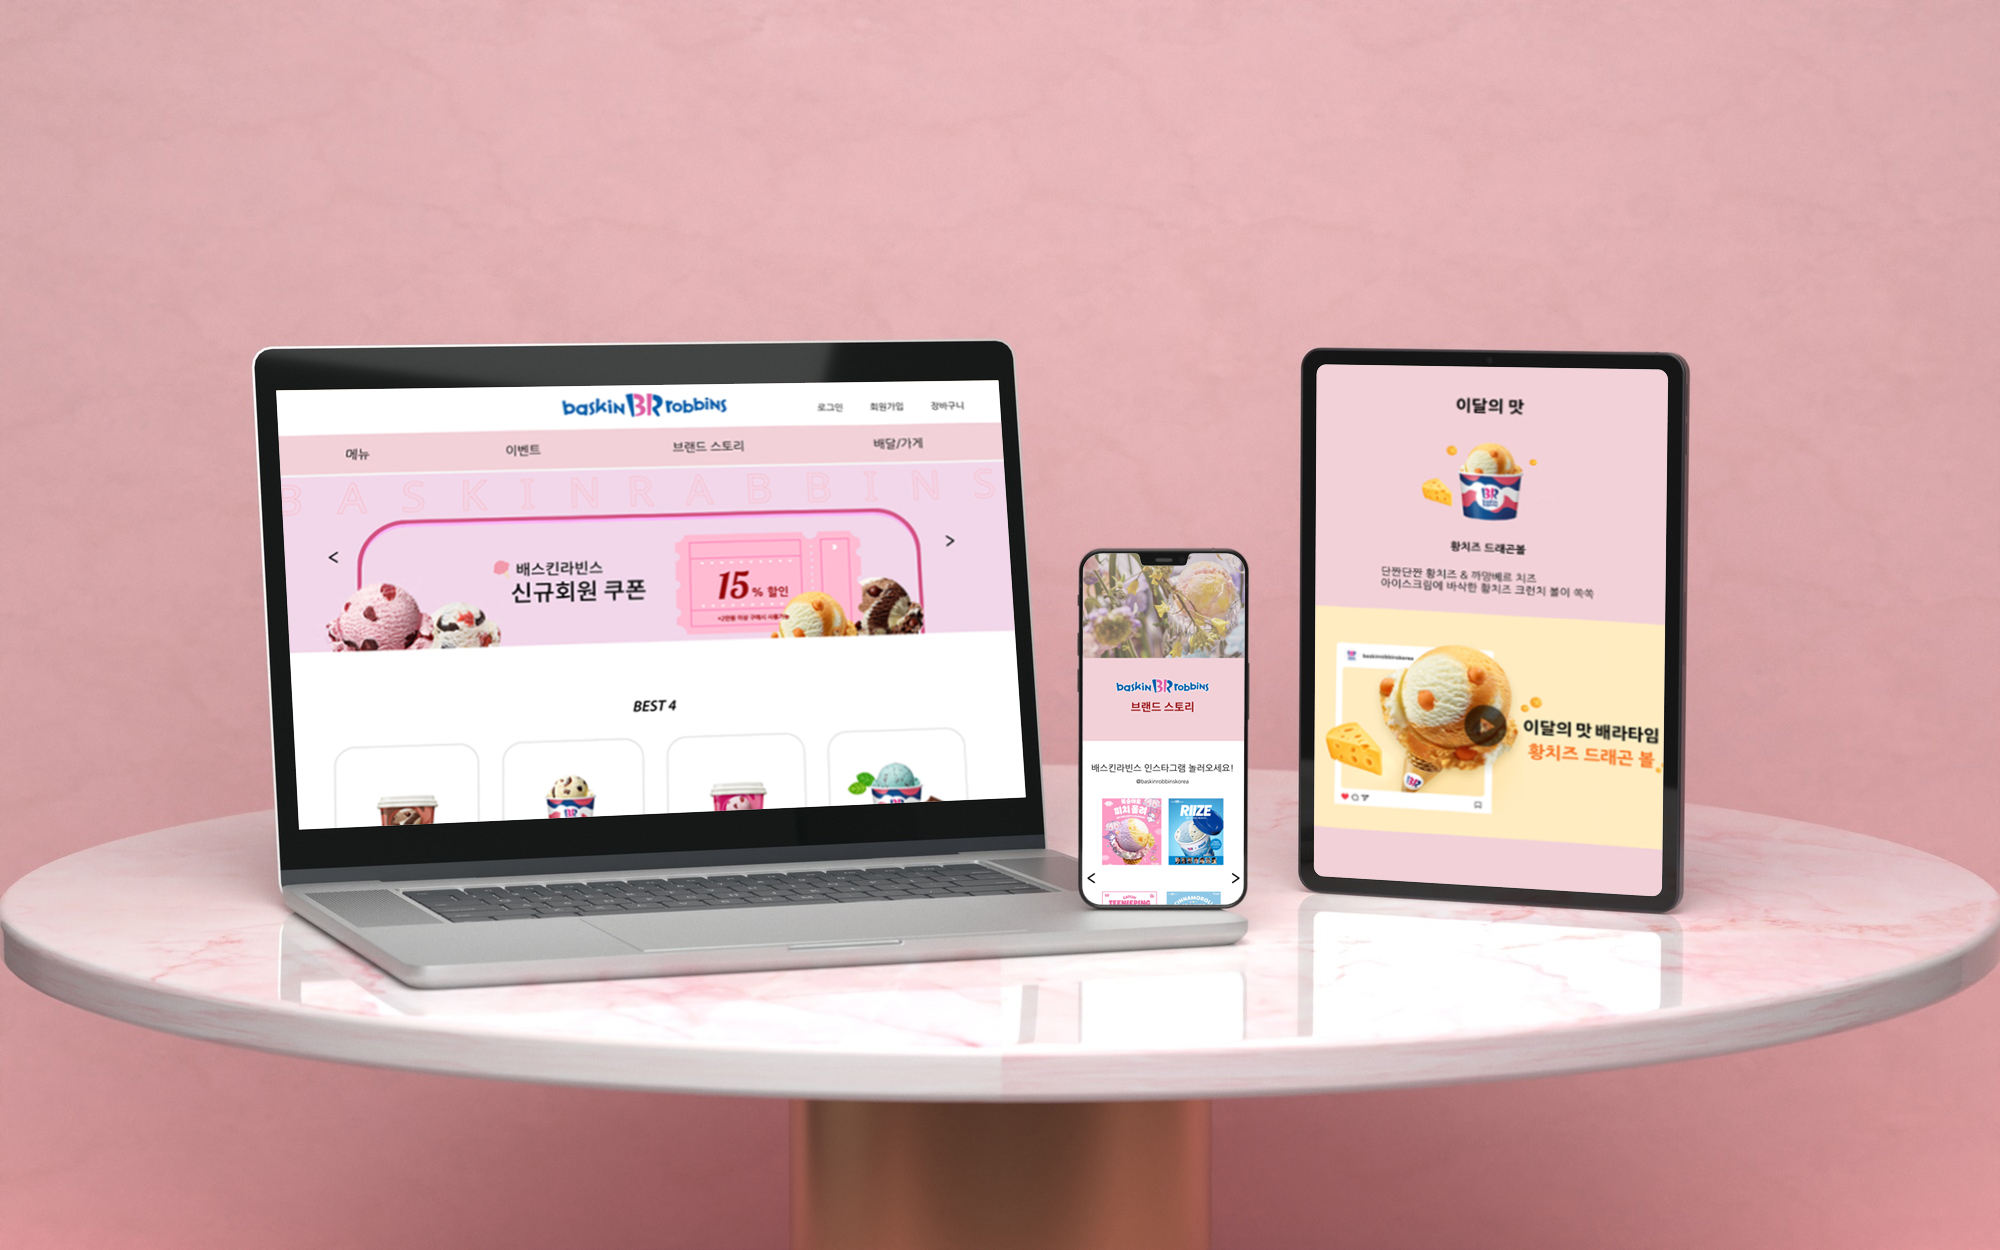 baskin BR robbins
로그인 회원가입 장바구니
메뉴 이벤트 브랜드 스토리 배달/가게
BASKINRABBINS
배스킨라빈스
신규회원 쿠폰
15% 할인
BEST 4
baskin BR robbins
브랜드 스토리
배스킨라빈스 인스타그램 놀러오세요!
@baskinrobbinskorea
RIIZE
이달의 맛
BR
황치즈 드래곤볼
단짠단짠 황치즈 & 까망베르 치즈
아이스크림에 바삭한 황치즈 크런치 볼이 쏙쏙
baskinrobbinskorea
이달의 맛 배라타임
황치즈 드래곤 볼
BR